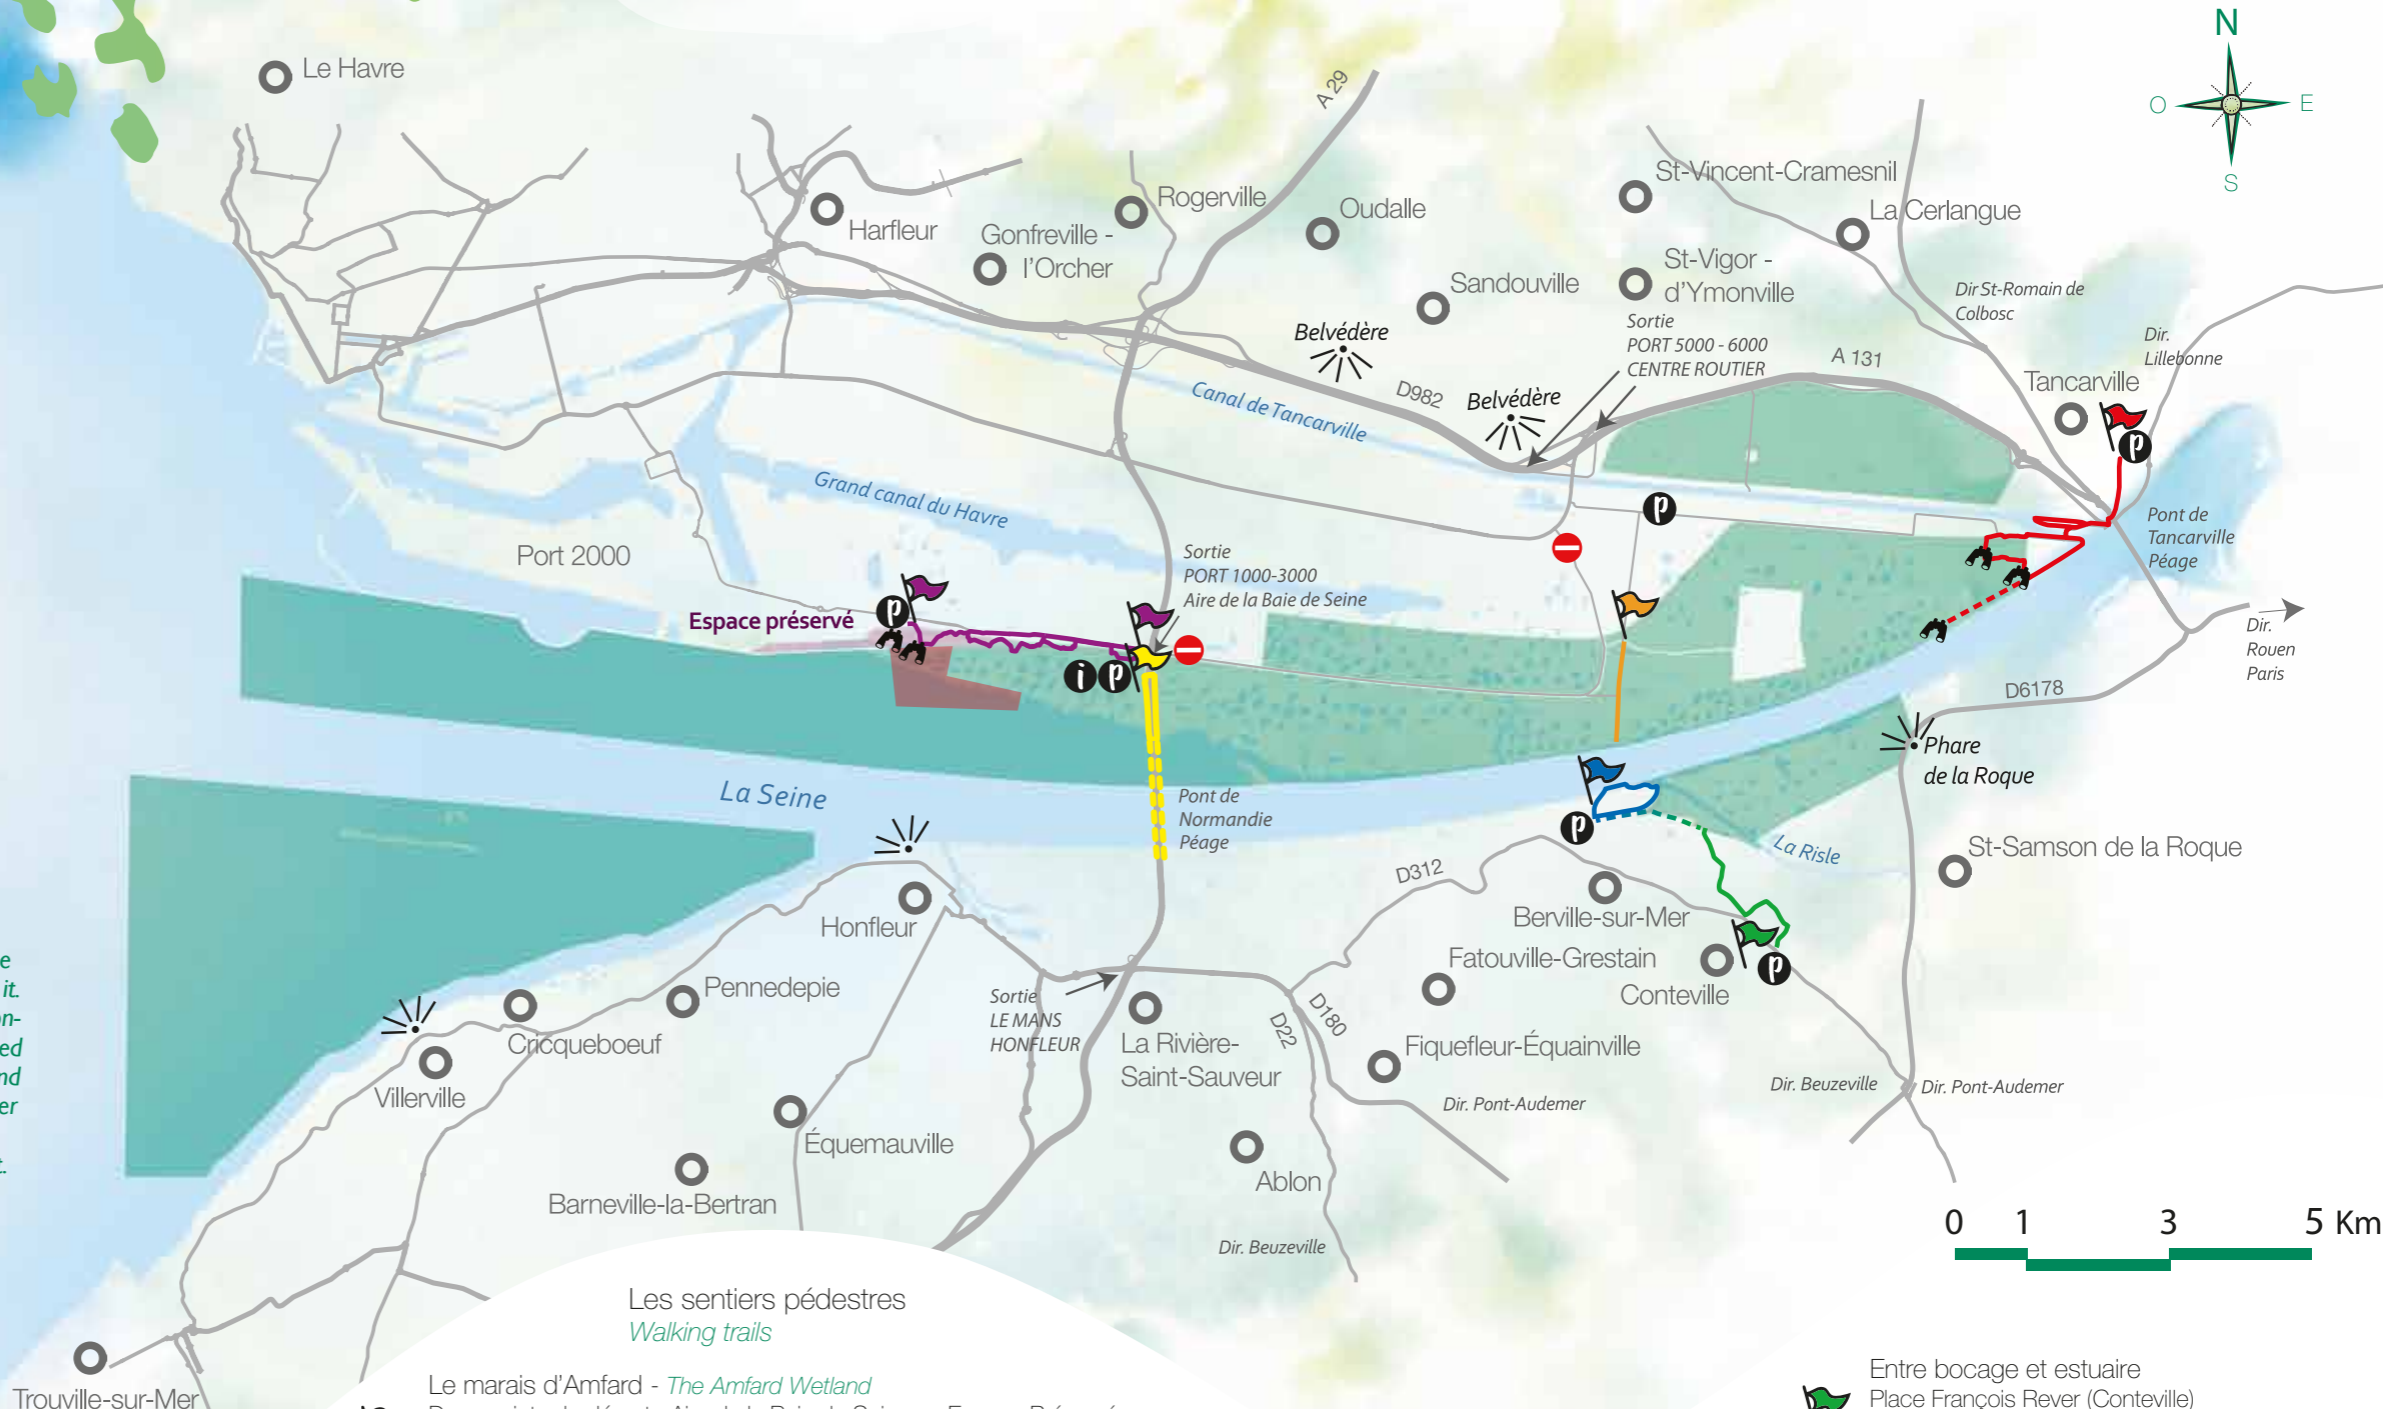 N
O
E
S
Le Havre
A 29
Harfleur
Gonfreville -
l'Orcher
Rogerville
Oudalle
St-Vincent-Cramesnil
La Cerlangue
Sandouville
St-Vigor -
d'Ymonville
Dir St-Romain de
Colbosc
Dir.
Lillebonne
Belvédère
Sortie
PORT 5000 - 6000
CENTRE ROUTIER
A 131
Tancarville
D982
Belvédère
Canal de Tancarville
Grand canal du Havre
p
p
Port 2000
Pont de
Tancarville
Péage
Sortie
PORT 1000-3000
Aire de la Baie de Seine
Espace préservé
p
i
p
Dir.
Rouen
Paris
D6178
Phare
de la Roque
La Seine
Pont de
Normandie
Péage
p
La Risle
St-Samson de la Roque
D312
Berville-sur-Mer
Honfleur
Fatouville-Grestain
p
Conteville
Pennedepie
Sortie
LE MANS
HONFLEUR
D22
D180
Cricqueboeuf
La Rivière-
Saint-Sauveur
Fiquefleur-Équainville
Villerville
Dir. Beuzeville
Dir. Pont-Audemer
Dir. Pont-Audemer
Équemauville
Ablon
Barneville-la-Bertran
Dir. Beuzeville
0 1 3 5 Km
e
it.
on-
ed
nd
er
t.
Les sentiers pédestres
Walking trails
Le marais d'Amfard - The Amfard Wetland
Trouville-sur-Mer
Entre bocage et estuaire
Place François Rever (Conteville)